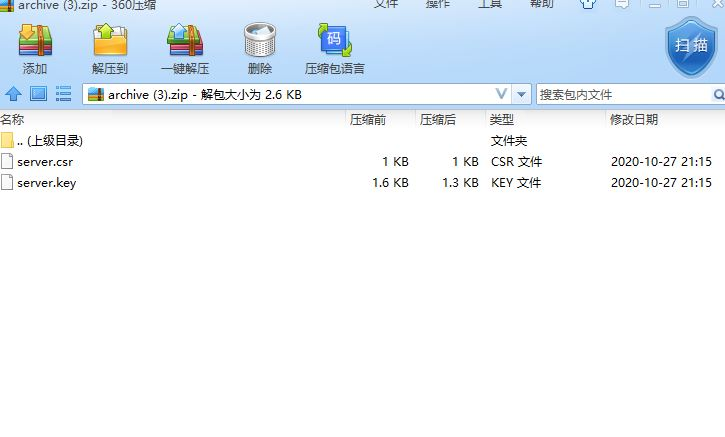 archive (3).zip - 360压缩
文件 操作 工具 帮助
添加 解压到 一键解压 删除 码 压缩包语言 扫描
archive (3).zip - 解包大小为 2.6 KB 搜索包内文件
名称 压缩前 压缩后 类型 修改日期
.. (上级目录) 文件夹
server.csr 1 KB 1 KB CSR 文件 2020-10-27 21:15
server.key 1.6 KB 1.3 KB KEY 文件 2020-10-27 21:15